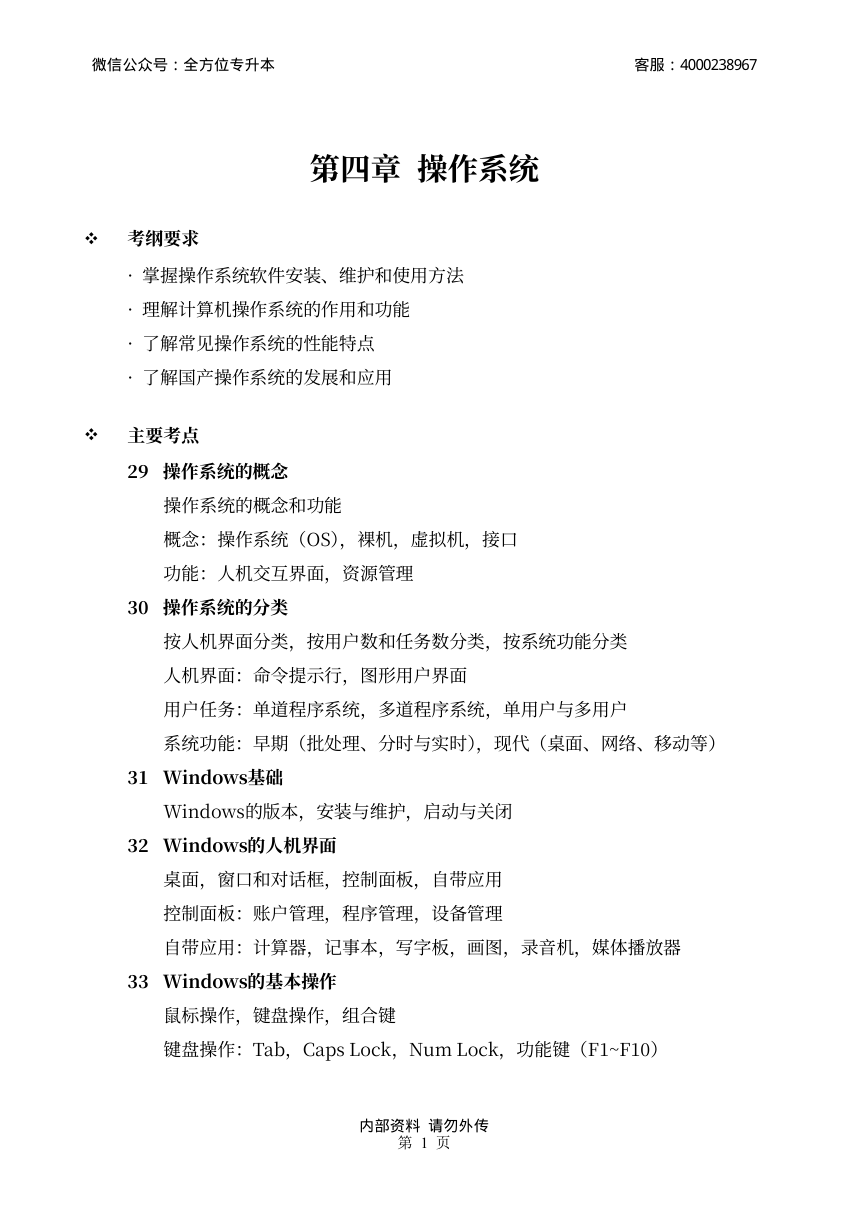 微信公众号：全方位专升本 客服：4000238967
第四章 操作系统
❖ 考纲要求
· 掌握操作系统软件安装、维护和使用方法
· 理解计算机操作系统的作用和功能
· 了解常见操作系统的性能特点
· 了解国产操作系统的发展和应用
❖ 主要考点
29 操作系统的概念
操作系统的概念和功能
概念：操作系统（OS），裸机，虚拟机，接口
功能：人机交互界面，资源管理
30 操作系统的分类
按人机界面分类，按用户数和任务数分类，按系统功能分类
人机界面：命令提示行，图形用户界面
用户任务：单道程序系统，多道程序系统，单用户与多用户
系统功能：早期（批处理、分时与实时），现代（桌面、网络、移动等）
31 Windows基础
Windows的版本，安装与维护，启动与关闭
32 Windows的人机界面
桌面，窗口和对话框，控制面板，自带应用
控制面板：账户管理，程序管理，设备管理
自带应用：计算器，记事本，写字板，画图，录音机，媒体播放器
33 Windows的基本操作
鼠标操作，键盘操作，组合键
键盘操作：Tab，Caps Lock，Num Lock，功能键（F1~F10）
内部资料 请勿外传
第 1 页